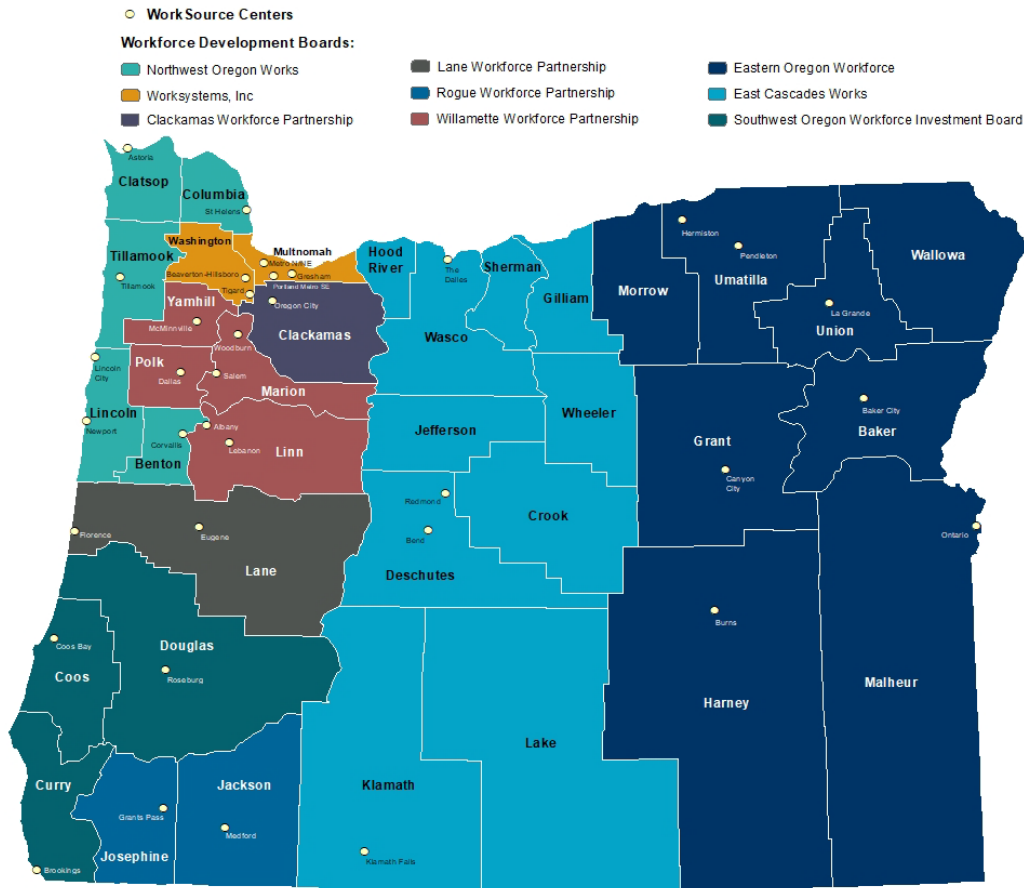 WorkSource Centers
Workforce Development Boards:
Northwest Oregon Works
Worksystems, Inc
Clackamas Workforce Partnership
Lane Workforce Partnership
Rogue Workforce Partnership
Willamette Workforce Partnership
Eastern Oregon Workforce
East Cascades Works
Southwest Oregon Workforce Investment Board
Astoria
Clatsop
Columbia
St Helens
Washington
Multnomah
Hood
River
The
Dalles
Sherman
Hermiston
Pendleton
Wallowa
Tillamook
Metro N/NE
Beaverton-Hillsboro
Gresham
Tillamook
Tigard
Portland Metro SE
Gilliam
Morrow
Umatilla
Yamhill
Oregon City
La Grande
Union
McMinnville
Clackamas
Wasco
Woodburn
Lincoln
City
Polk
Dallas
Salem
Marion
Lincoln
Newport
Albany
Corvallis
Lebanon
Benton
Linn
Jefferson
Wheeler
Grant
Baker City
Baker
Canyon
City
Redmond
Crook
Bend
Deschutes
Florence
Eugene
Lane
Ontario
Burns
Coos Bay
Coos
Douglas
Roseburg
Harney
Malheur
Lake
Curry
Jackson
Klamath
Grants Pass
Medford
Josephine
Klamath Falls
Brookings